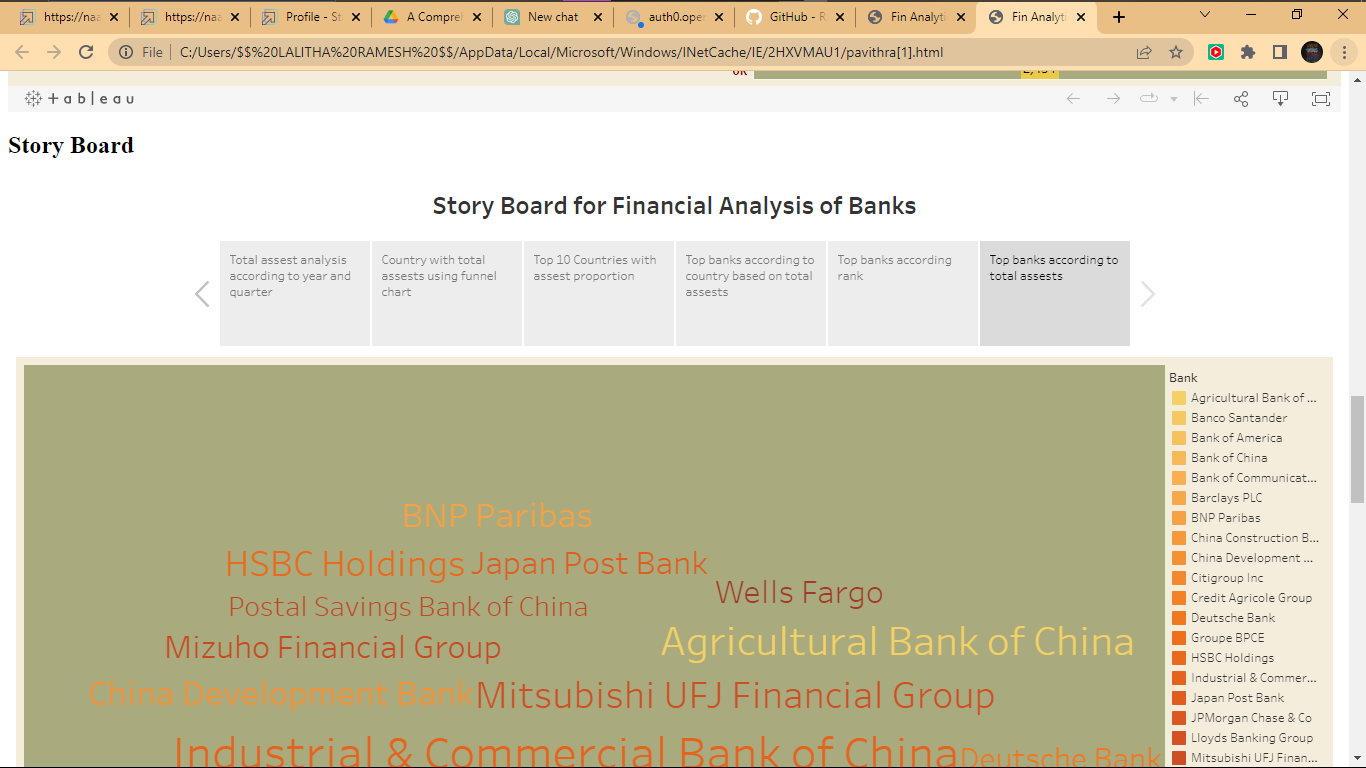 https://naa
https://naa
Profile - St
A Compreh
New chat
auth0.oper
GitHub - R
Fin Analyti
Fin Analyti
File
C:/Users/$$%20LALITHA%20RAMESH%20$$/AppData/Local/Microsoft/Windows/INetCache/IE/2HXVMAU1/pavithra[1].html
+ a b | e a u
Story Board
Story Board for Financial Analysis of Banks
Total assest analysis
according to year and
quarter
Country with total
assests using funnel
chart
Top 10 Countries with
assest proportion
Top banks according to
country based on total
assests
Top banks according
rank
Top banks according to
total assests
BNP Paribas
HSBC Holdings
Japan Post Bank
Wells Fargo
Postal Savings Bank of China
Agricultural Bank of China
Mizuho Financial Group
China Development Bank
Mitsubishi UFJ Financial Group
Industrial & Commercial Bank of China
Deutsche Bank
Bank
Agricultural Bank of ...
Banco Santander
Bank of America
Bank of China
Bank of Communicat...
Barclays PLC
BNP Paribas
China Construction B...
China Development ...
Citigroup Inc
Credit Agricole Group
Deutsche Bank
Groupe BPCE
HSBC Holdings
Industrial & Commer...
Japan Post Bank
JPMorgan Chase & Co
Lloyds Banking Group
Mitsubishi UFJ Finan...